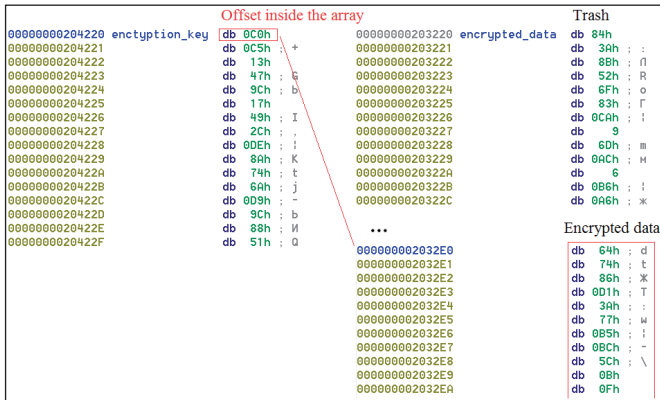 Offset inside the array
00000000204220 enctyption_key db 0C0h
00000000204221 db 0C5h ; +
00000000204222 db 13h
00000000204223 db 47h ; G
00000000204224 db 9Ch ; Ь
00000000204225 db 17h
00000000204226 db 49h ; I
00000000204227 db 2Ch ; ,
00000000204228 db 0DEh ; ¦
00000000204229 db 8Ah ; К
0000000020422A db 74h ; t
0000000020422B db 6Ah ; j
0000000020422C db 0D9h ; -
0000000020422D db 9Ch ; Ь
0000000020422E db 88h ; И
0000000020422F db 51h ; Q
Trash
00000000203220 encrypted_data db 84h
00000000203221 db 3Ah ; :
00000000203222 db 8Bh ; Л
00000000203223 db 52h ; R
00000000203224 db 6Fh ; o
00000000203225 db 83h ; Г
00000000203226 db 0CAh ; ¦
00000000203227 db 9
00000000203228 db 6Dh ; m
00000000203229 db 0ACh ; м
0000000020322A db 6
0000000020322B db 0B6h ; ¦
0000000020322C db 0A6h ; ж
...
Encrypted data
000000002032E0 db 64h ; d
000000002032E1 db 74h ; t
000000002032E2 db 86h ; Ж
000000002032E3 db 0D1h ; T
000000002032E4 db 3Ah ; :
000000002032E5 db 77h ; w
000000002032E6 db 0B5h ; ¦
000000002032E7 db 0BCh ; -
000000002032E8 db 5Ch ; \
000000002032E9 db 0Bh
000000002032EA db 0Fh